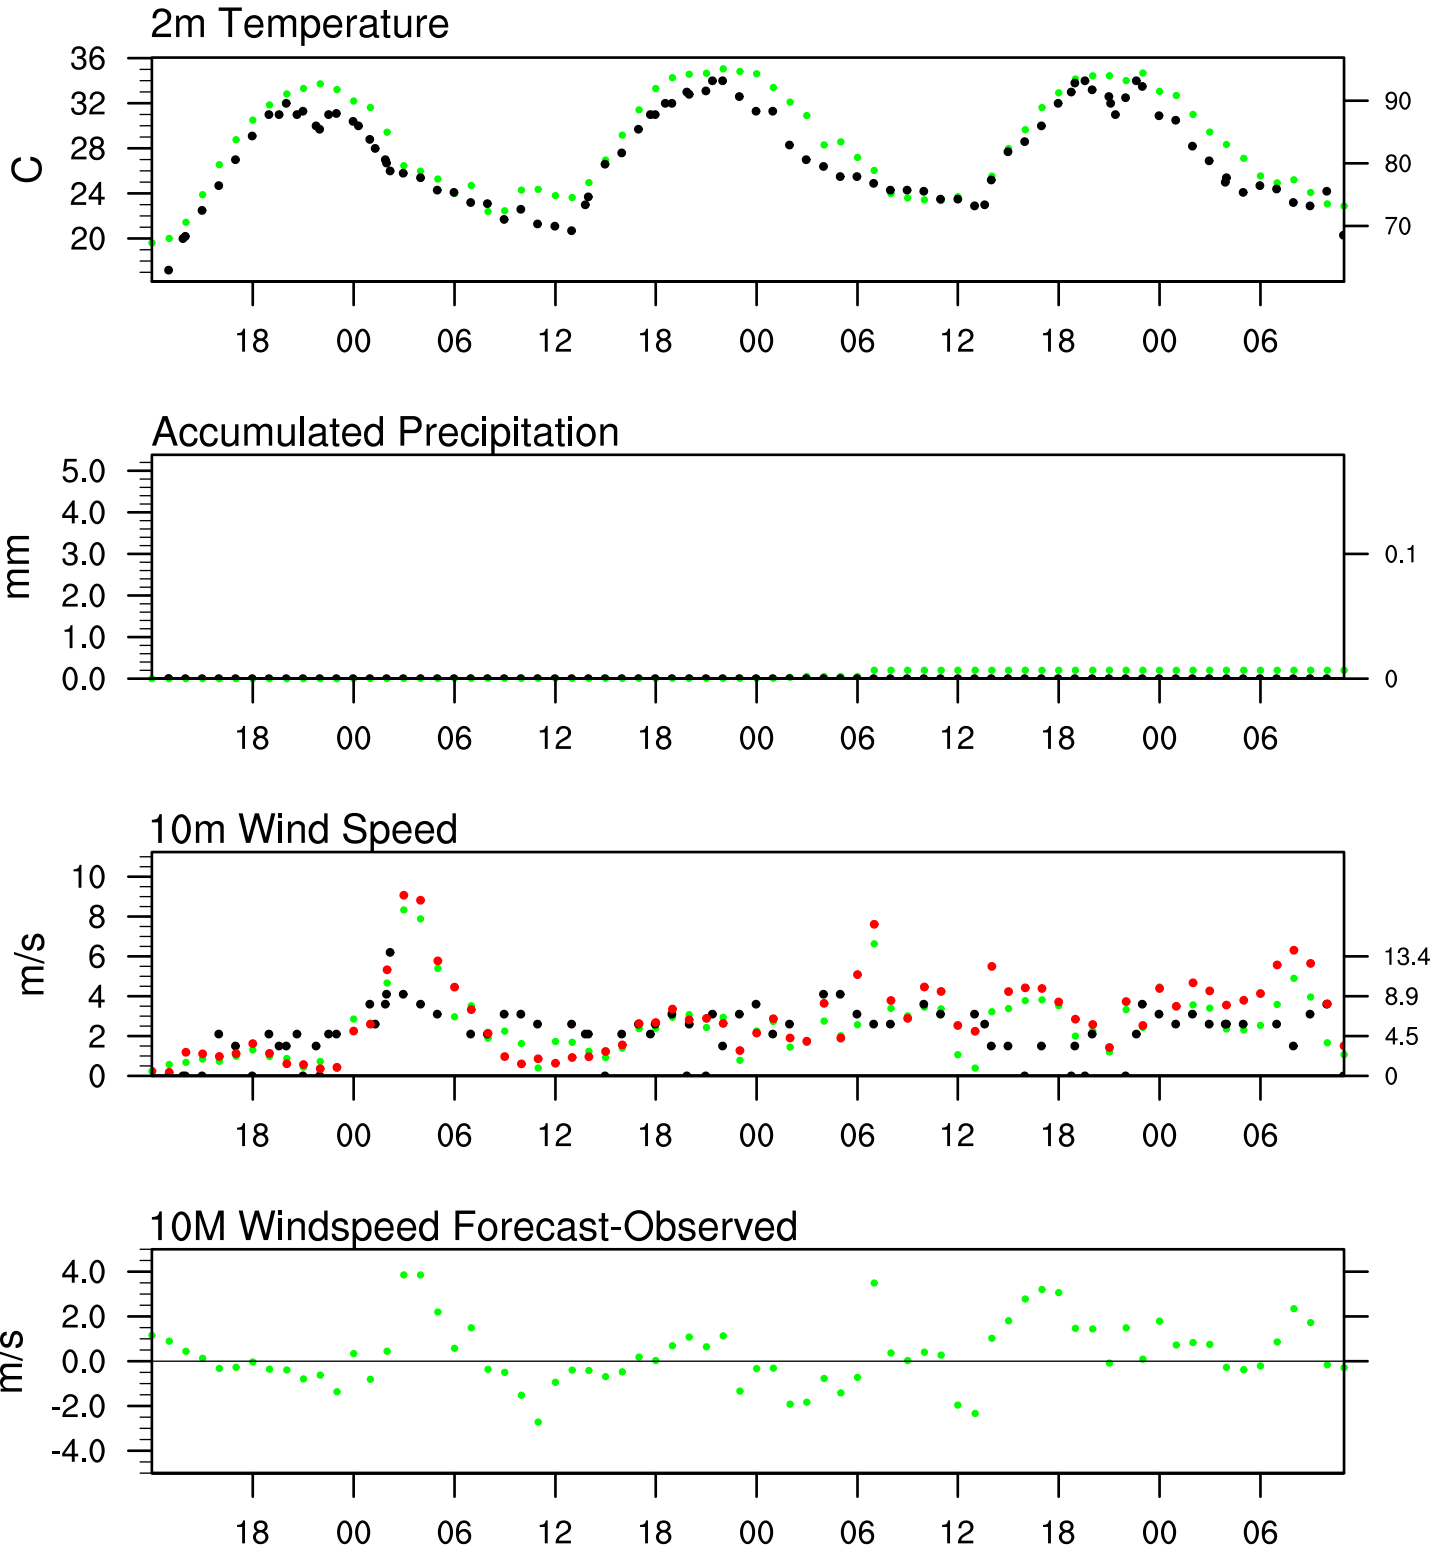 2m Temperature
36
32
28
24
20
C
90
80
70
18 00 06 12 18 00 06 12 18 00 06
Accumulated Precipitation
5.0
4.0
3.0
2.0
1.0
0.0
mm
0.1
0
18 00 06 12 18 00 06 12 18 00 06
10m Wind Speed
10
8
6
4
2
0
m/s
13.4
8.9
4.5
0
18 00 06 12 18 00 06 12 18 00 06
10M Windspeed Forecast-Observed
4.0
2.0
0.0
-2.0
-4.0
m/s
18 00 06 12 18 00 06 12 18 00 06